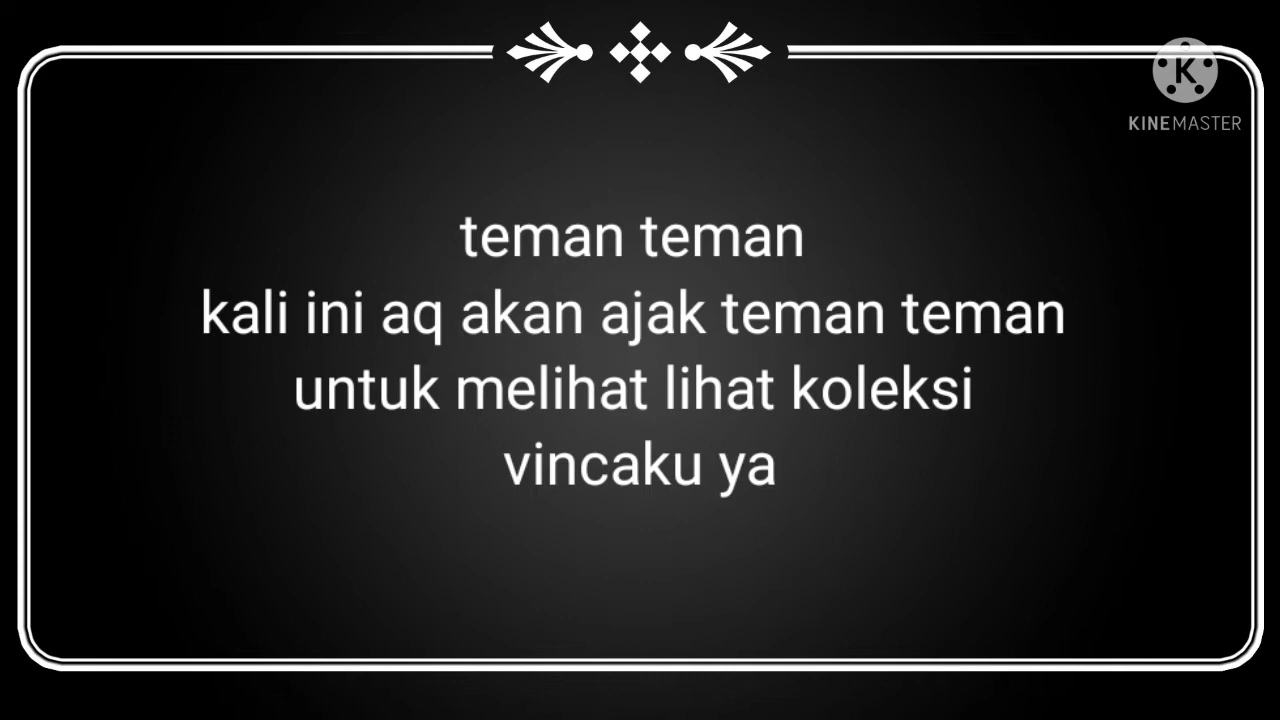 KINEMASTER
teman teman
kali ini aq akan ajak teman teman
untuk melihat lihat koleksi
vincaku ya